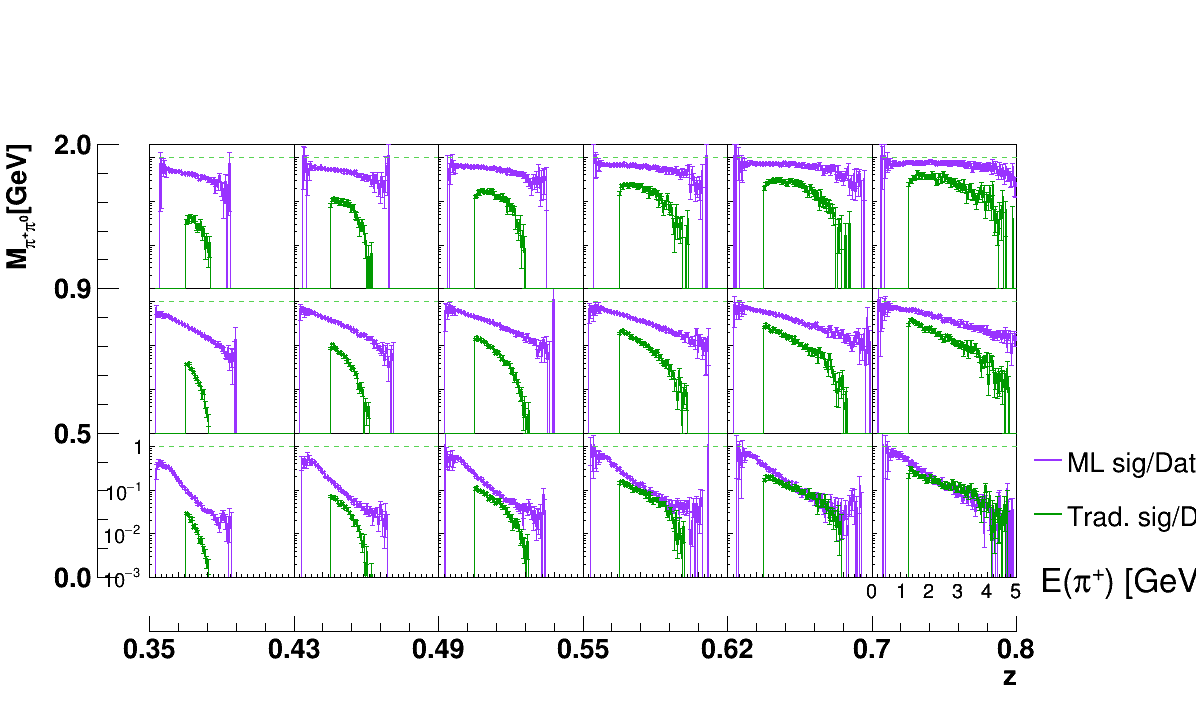 2.0
M_{π⁺π⁰}[GeV]
0.9
0.5
1
10⁻¹
10⁻²
0.0
10⁻³
ML sig/Dat
Trad. sig/D
E(π⁺) [GeV
0 1 2 3 4 5
0.35 0.43 0.49 0.55 0.62 0.7 0.8
z